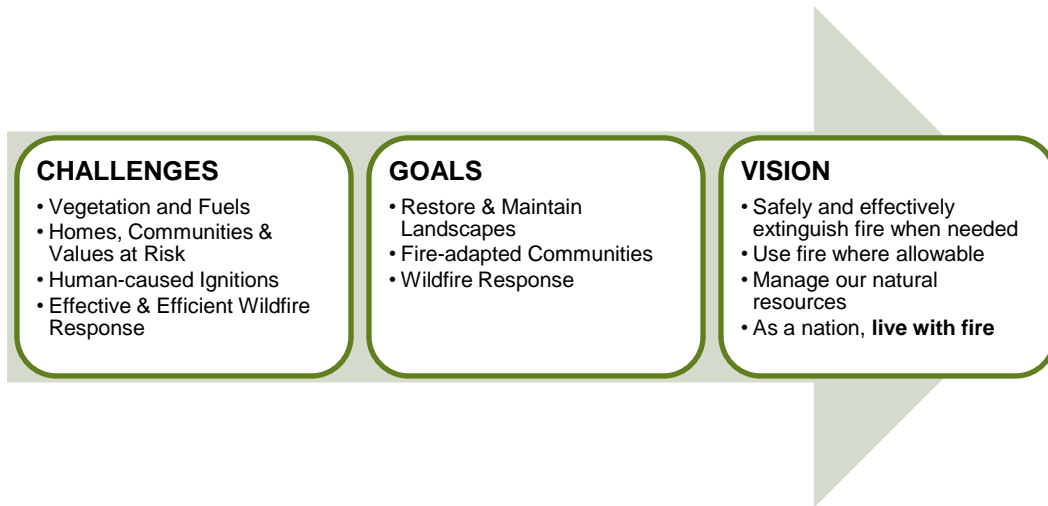 CHALLENGES
• Vegetation and Fuels
• Homes, Communities &
Values at Risk
• Human-caused Ignitions
• Effective & Efficient Wildfire
Response
GOALS
• Restore & Maintain
Landscapes
• Fire-adapted Communities
• Wildfire Response
VISION
• Safely and effectively
extinguish fire when needed
• Use fire where allowable
• Manage our natural
resources
• As a nation, live with fire